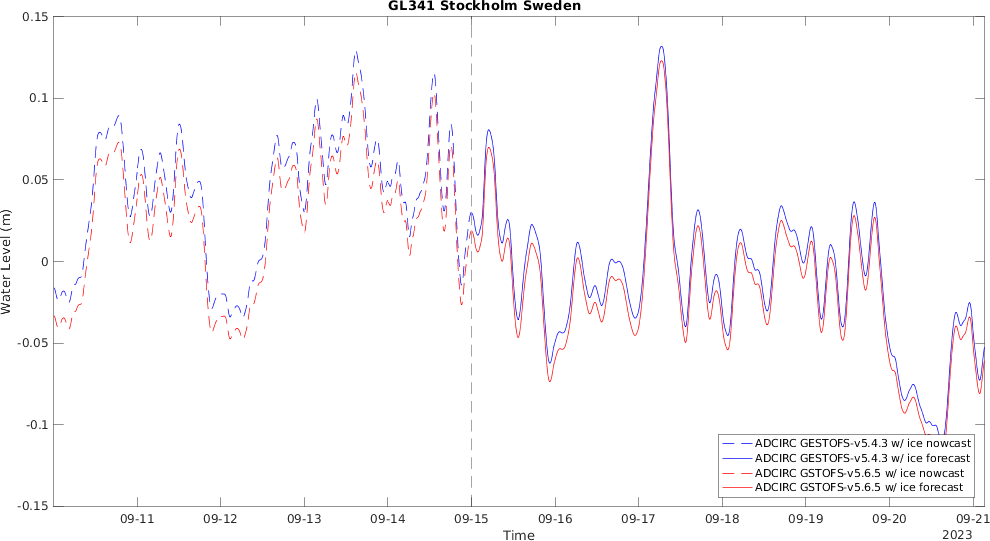 GL341 Stockholm Sweden
0.15
0.1
0.05
0
-0.05
-0.1
-0.15
Water Level (m)
09-11
09-12
09-13
09-14
09-15
09-16
09-17
09-18
09-19
09-20
09-21
Time
2023
ADCIRC GESTOFS-v5.4.3 w/ ice nowcast
ADCIRC GESTOFS-v5.4.3 w/ ice forecast
ADCIRC GSTOFS-v5.6.5 w/ ice nowcast
ADCIRC GSTOFS-v5.6.5 w/ ice forecast